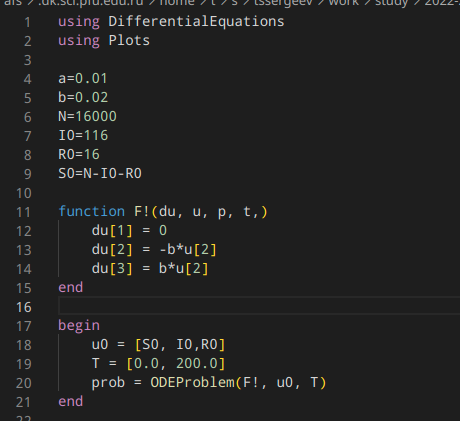 afs > .dk.sci.pfu.edu.ru > home > t > s > tssergeev > work > study > 2022-
1 using DifferentialEquations
2 using Plots
3
4 a=0.01
5 b=0.02
6 N=16000
7 I0=116
8 R0=16
9 S0=N-I0-R0
10
11 function F!(du, u, p, t,)
12 du[1] = 0
13 du[2] = -b*u[2]
14 du[3] = b*u[2]
15 end
16
17 begin
18 u0 = [S0, I0,R0]
19 T = [0.0, 200.0]
20 prob = ODEProblem(F!, u0, T)
21 end
22